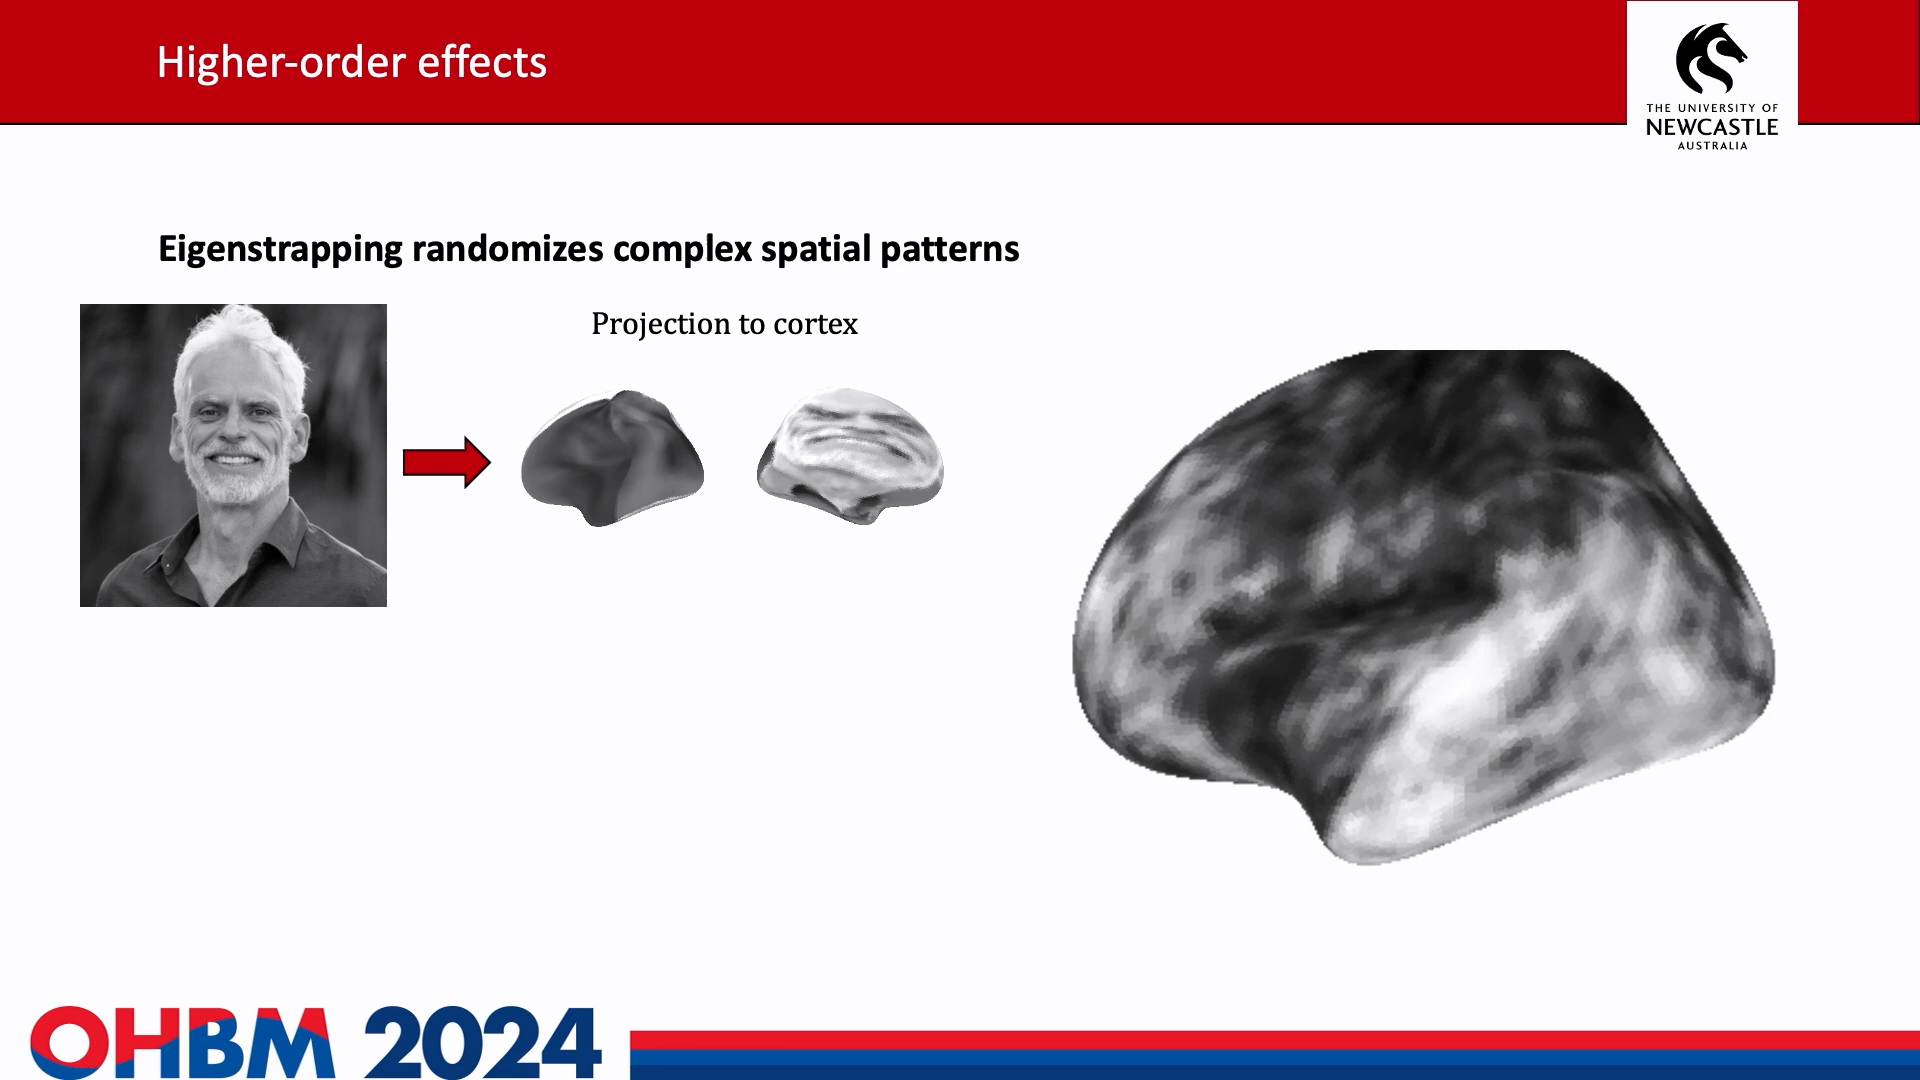 Higher-order effects
THE UNIVERSITY OF
NEWCASTLE
AUSTRALIA
Eigenstrapping randomizes complex spatial patterns
Projection to cortex
OHBM 2024